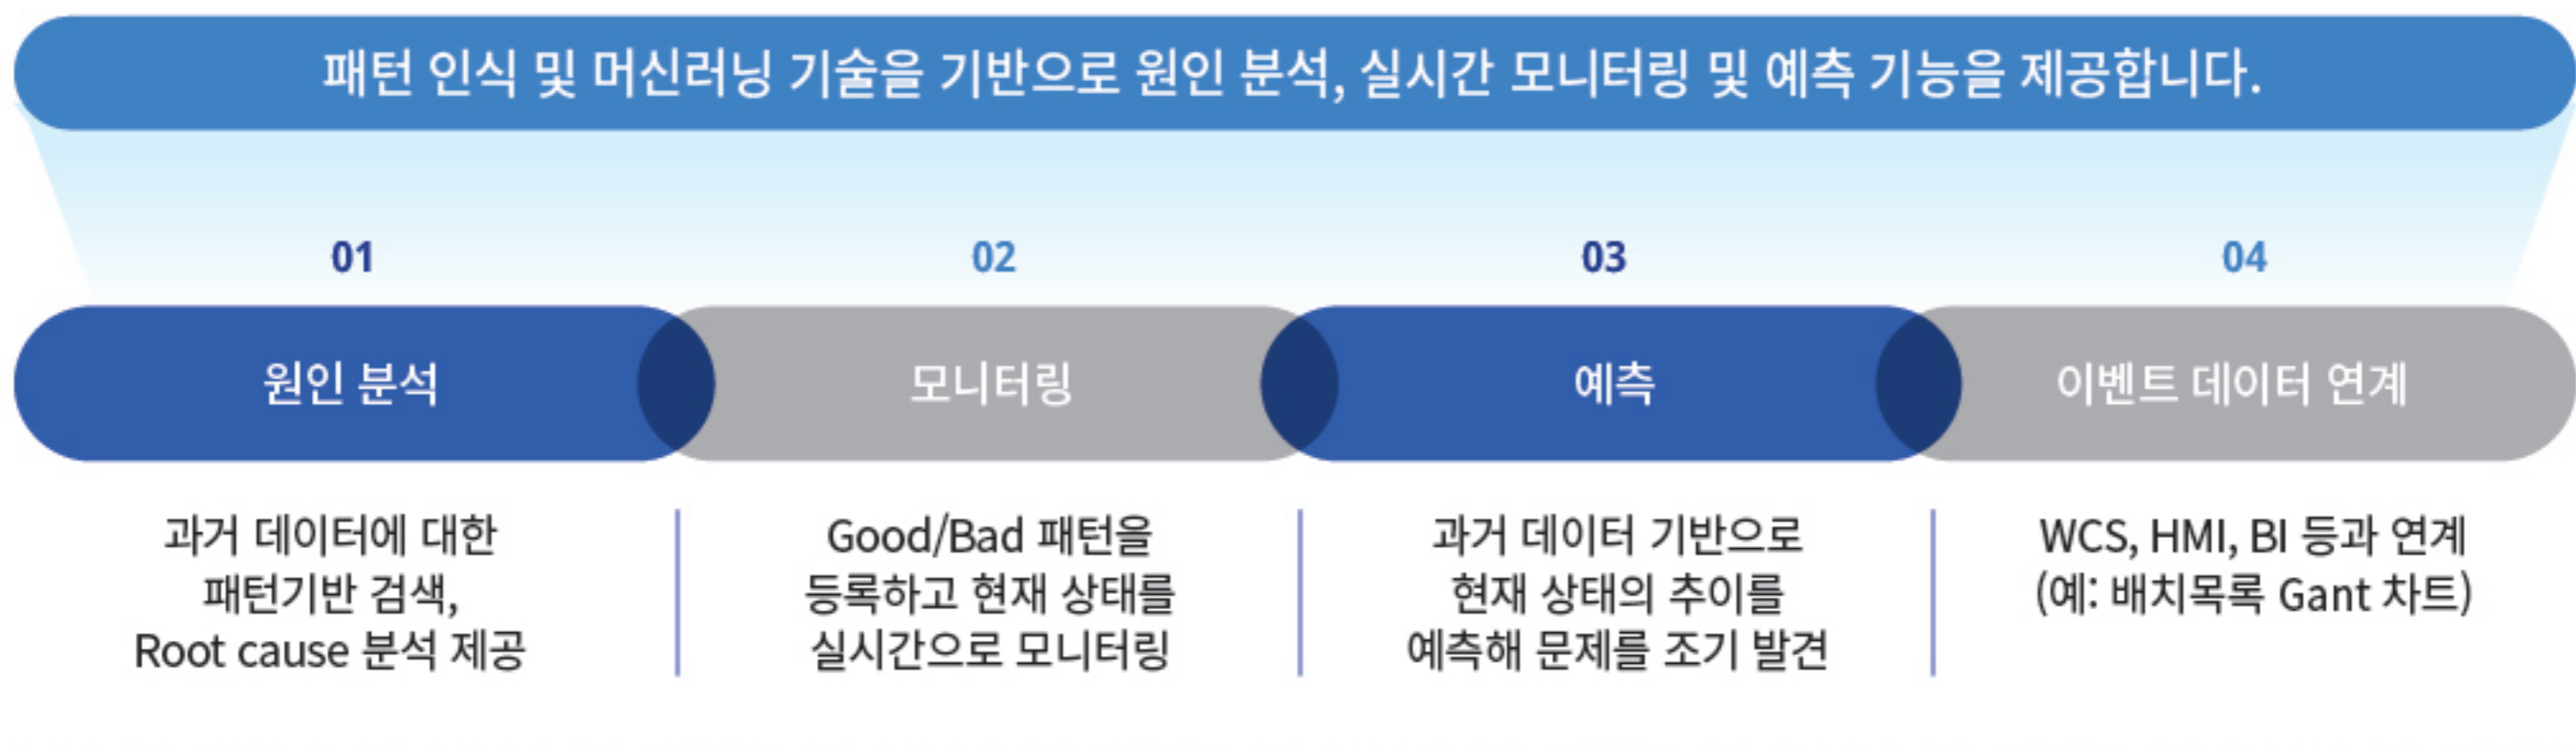 패턴 인식 및 머신러닝 기술을 기반으로 원인 분석, 실시간 모니터링 및 예측 기능을 제공합니다.
01
원인 분석
과거 데이터에 대한
패턴기반 검색,
Root cause 분석 제공
02
모니터링
Good/Bad 패턴을
등록하고 현재 상태를
실시간으로 모니터링
03
예측
과거 데이터 기반으로
현재 상태의 추이를
예측해 문제를 조기 발견
04
이벤트 데이터 연계
WCS, HMI, BI 등과 연계
(예: 배치목록 Gant 차트)